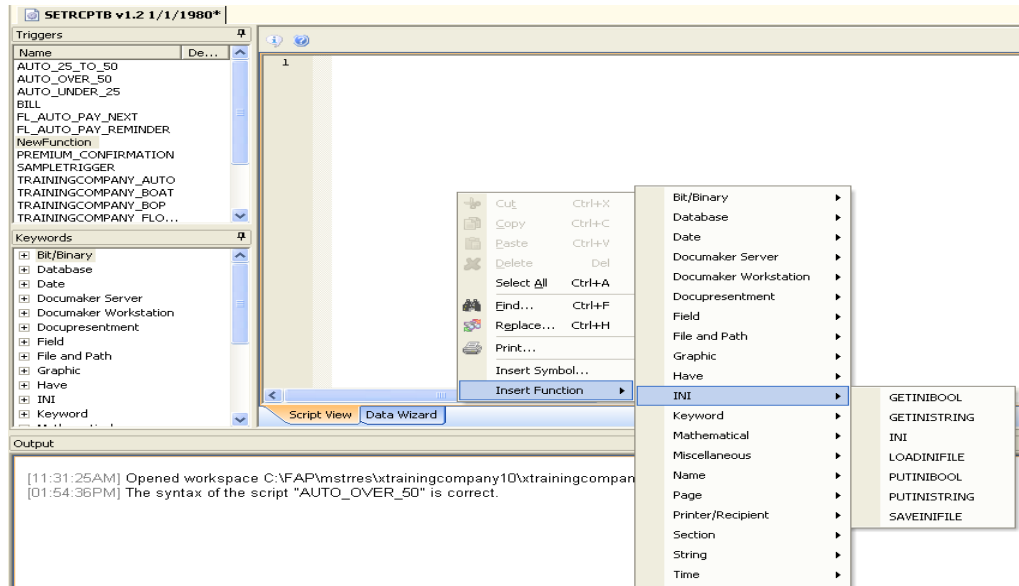 SETRCPTB v1.2 1/1/1980*
Triggers
Name De...
AUTO_25_TO_50
AUTO_OVER_50
AUTO_UNDER_25
BILL
FL_AUTO_PAY_NEXT
FL_AUTO_PAY_REMINDER
NewFunction
PREMIUM_CONFIRMATION
SAMPLETRIGGER
TRAININGCOMPANY_AUTO
TRAININGCOMPANY_BOAT
TRAININGCOMPANY_BOP
TRAININGCOMPANY_FLO...
Keywords
Bit/Binary
Database
Date
Documaker Server
Documaker Workstation
Docupresentment
Field
File and Path
Graphic
Have
INI
Keyword
1
Cut Ctrl+X
Copy Ctrl+C
Paste Ctrl+V
Delete Del
Select All Ctrl+A
Find... Ctrl+F
Replace... Ctrl+H
Print...
Insert Symbol...
Insert Function
Bit/Binary
Database
Date
Documaker Server
Documaker Workstation
Docupresentment
Field
File and Path
Graphic
Have
INI
Keyword
Mathematical
Miscellaneous
Name
Page
Printer/Recipient
Section
String
Time
GETINIBOOL
GETINISTRING
INI
LOADINIFILE
PUTINIBOOL
PUTINISTRING
SAVEINIFILE
Script View Data Wizard
Output
[11:31:25AM] Opened workspace C:\FAP\mstrres\xtrainingcompany10\xtrainingcompan
[01:54:36PM] The syntax of the script "AUTO_OVER_50" is correct.